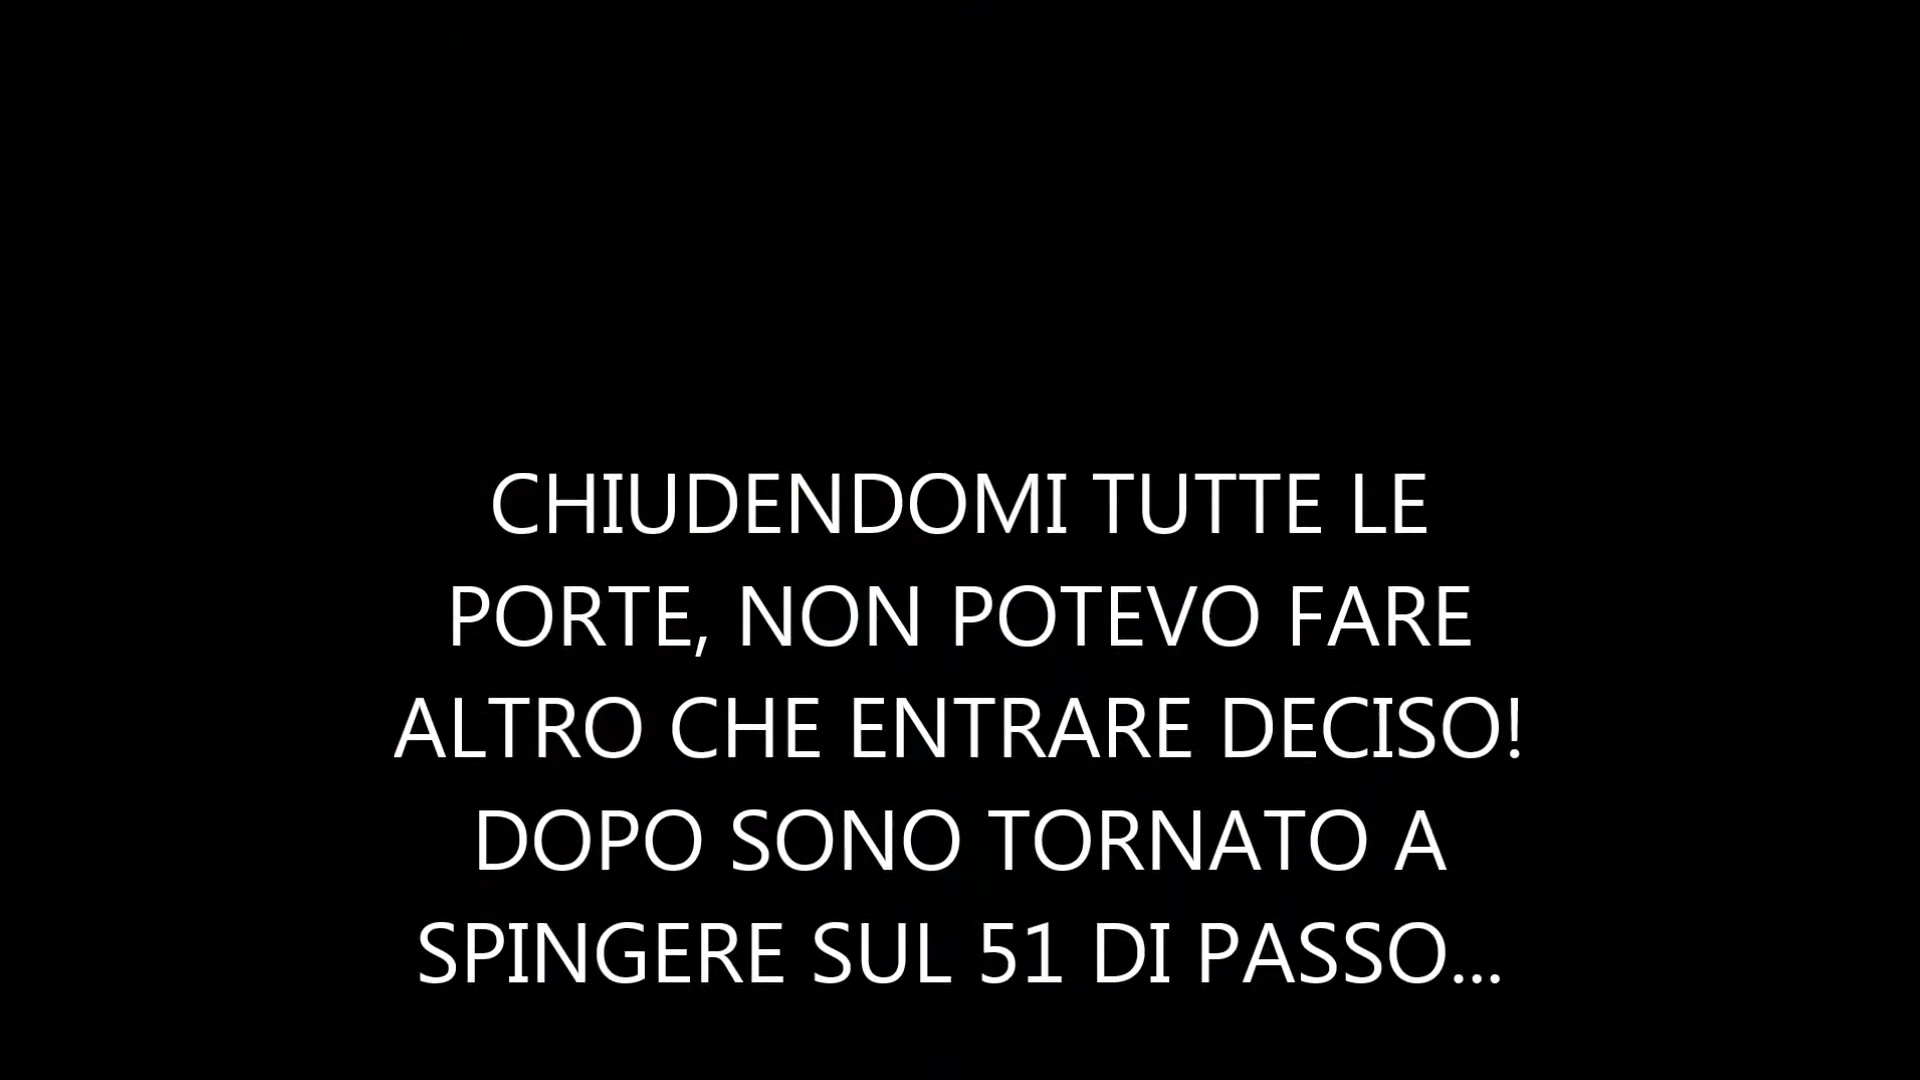 CHIUDENDOMI TUTTE LE
PORTE, NON POTEVO FARE
ALTRO CHE ENTRARE DECISO!
DOPO SONO TORNATO A
SPINGERE SUL 51 DI PASSO...